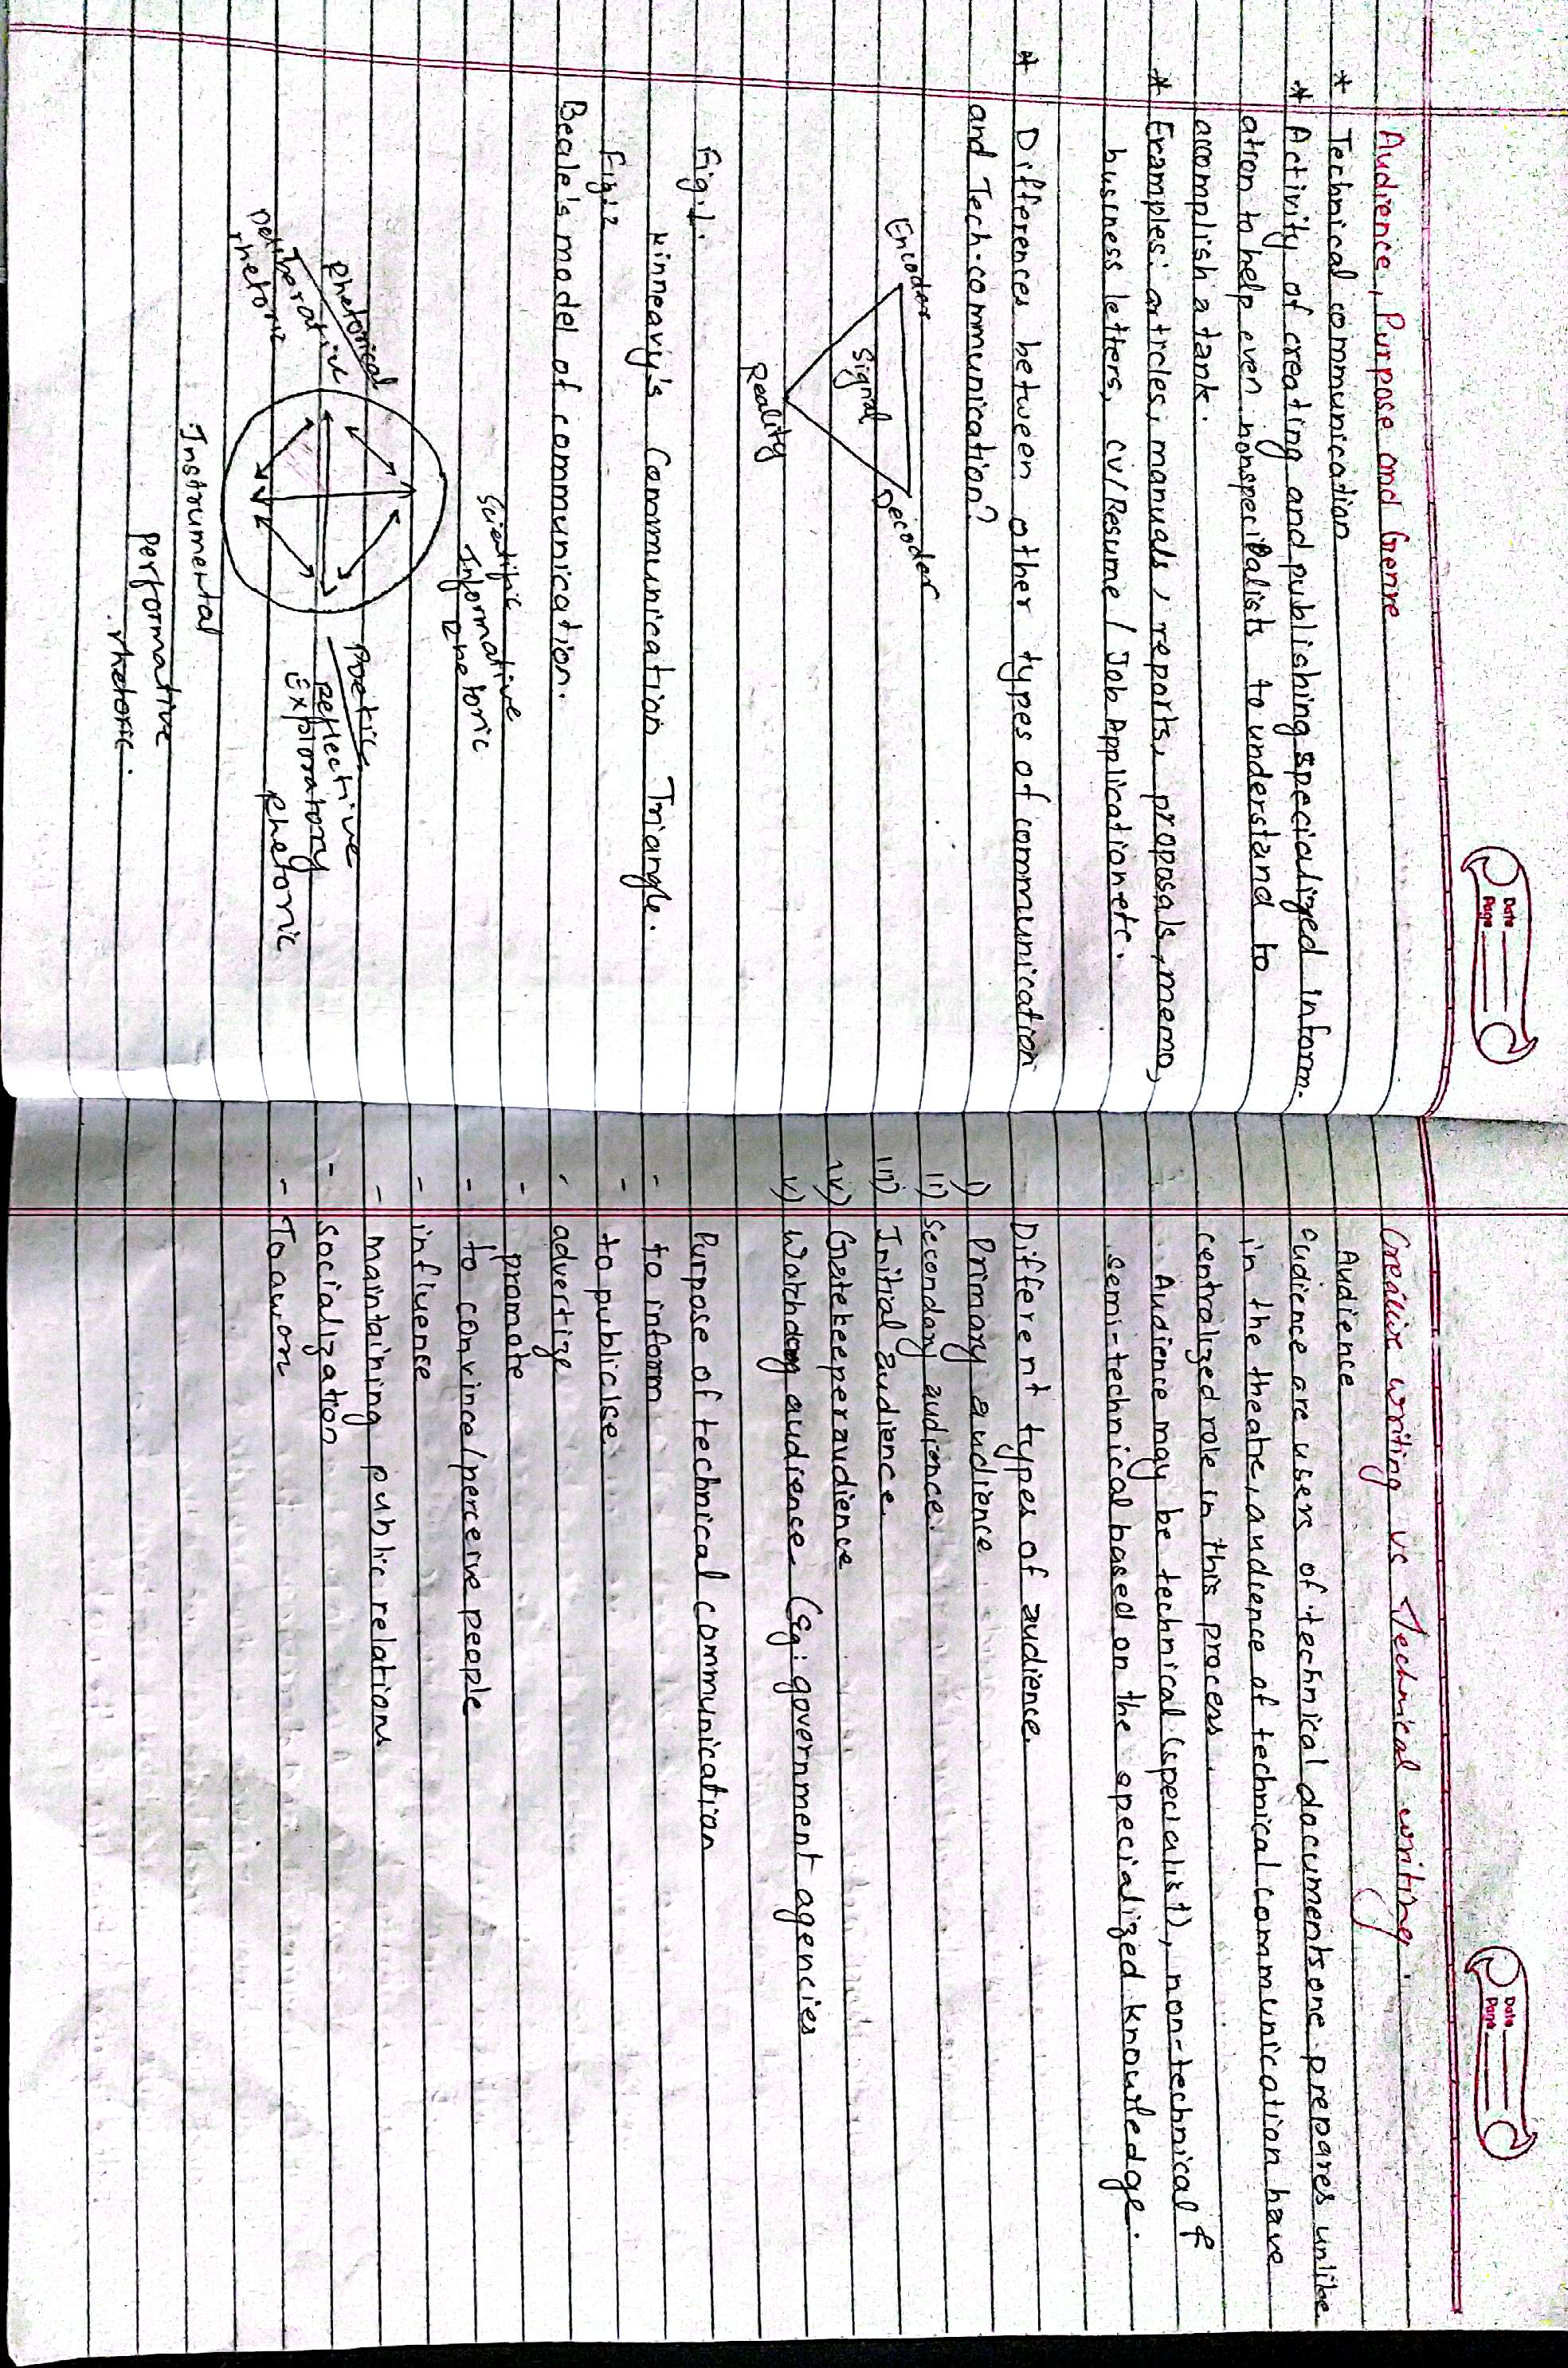 Date
Page
Audience, Purpose and Genre
* Technical communication
* Activity of creating and publishing specialized inform-
ation to help even nonspecialists to understand to
accomplish a tank.
* Examples: articles, manuals, reports, proposals, memo,
business letters, cv/Resume / Job Application etc.
* Differences between other types of communication
and Tech. communication?
Encoder
Decoder
Signal
Reality
Fig. 1.
Kinneavy's Communication Triangle.
Fig: 2
Beale's model of communication.
Scientific
Informative
Rhetoric
Rhetorical
Deliberative
rhetoric
Poetic
Reflective
Exploratory
Rhetoric
Instrumental
Performative
rhetoric.
Date
Page
Creative writing vs Technical writing.
Audience
Audience are users of technical documents one prepares unlike
in the theatre, audience of technical communication have
centralized role in this process.
Audience may be technical (specialist), non-technical &
semi-technical based on the specialized knowledge.
Different types of audience.
i) Primary audience
ii) Secondary audience.
iii) Initial audience.
iv) Gatekeeper audience
v) Watchdog audience. (Eg: government agencies
Purpose of technical communication
- to inform
- to publicise
- advertize
- promote
- to convince/perceive people
- influence
- maintaining public relations
- socialization
- To